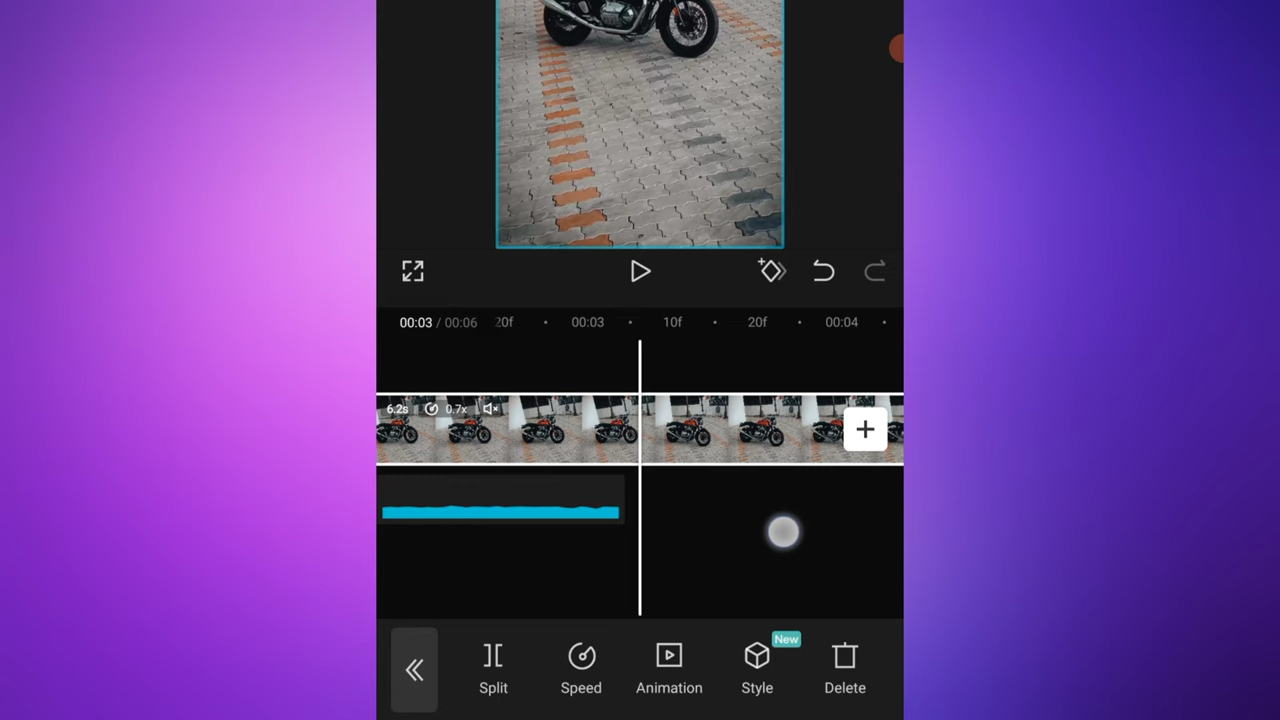 00:03 / 00:06 20f 00:03 10f 20f 00:04
6.2s 0.7x
New
Split Speed Animation Style Delete